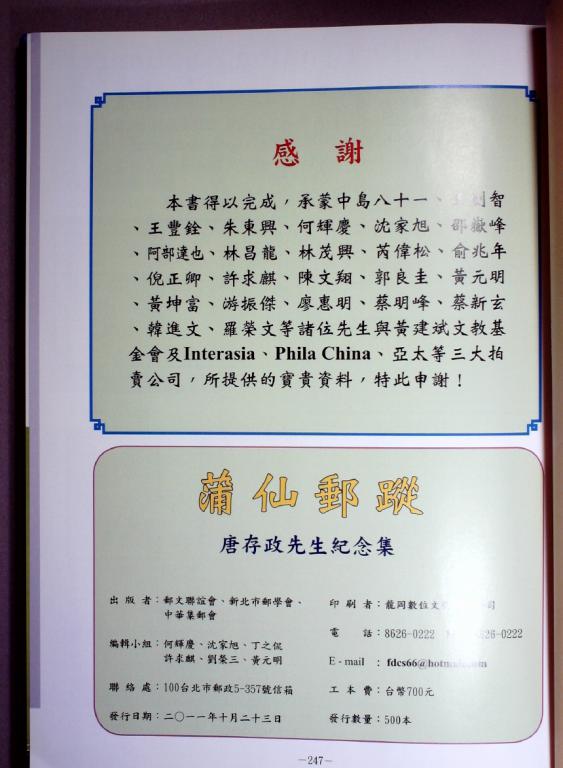 感 謝
本書得以完成，承蒙中島八十一、劉智
、王豐銓、朱東興、何輝慶、沈家旭、邵嶽峰
、阿部達也、林昌龍、林茂興、芮偉松、俞兆年
、倪正卿、許求麒、陳文翔、郭良圭、黃元明
、黃坤富、游振傑、廖惠明、蔡明峰、蔡新玄
、韓進文、羅榮文等諸位先生與黃建斌文教基
金會及Interasia、Phila China、亞太等三大拍
賣公司，所提供的寶貴資料，特此申謝！
蒲仙郵蹤
唐存政先生紀念集
出 版 者：郵文聯誼會、新北市郵學會、
中華集郵會
編輯小組：何輝慶、沈家旭、丁之侃
許求麒、劉榮三、黃元明
聯 絡 處：100台北市郵政5-357號信箱
發行日期：二〇一一年十月二十三日
印 刷 者：龍岡數位文 司
電 話：8626-0222 26-0222
E-mail ：fdcs66@hotmail.com
工 本 費：台幣700元
發行數量：500本
—247—